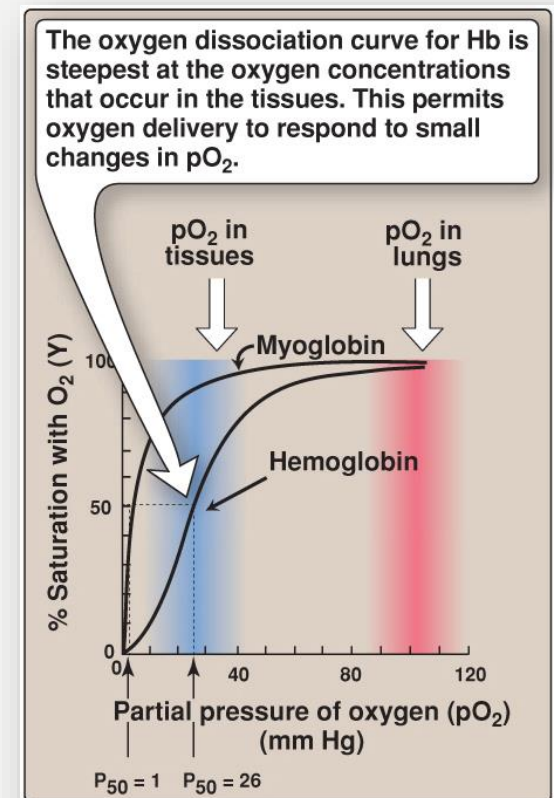 The oxygen dissociation curve for Hb is
steepest at the oxygen concentrations
that occur in the tissues. This permits
oxygen delivery to respond to small
changes in pO₂.
pO₂ in
tissues
pO₂ in
lungs
% Saturation with O₂ (Y)
100
50
0
Myoglobin
Hemoglobin
0
40
80
120
Partial pressure of oxygen (pO₂)
(mm Hg)
P₅₀ = 1
P₅₀ = 26